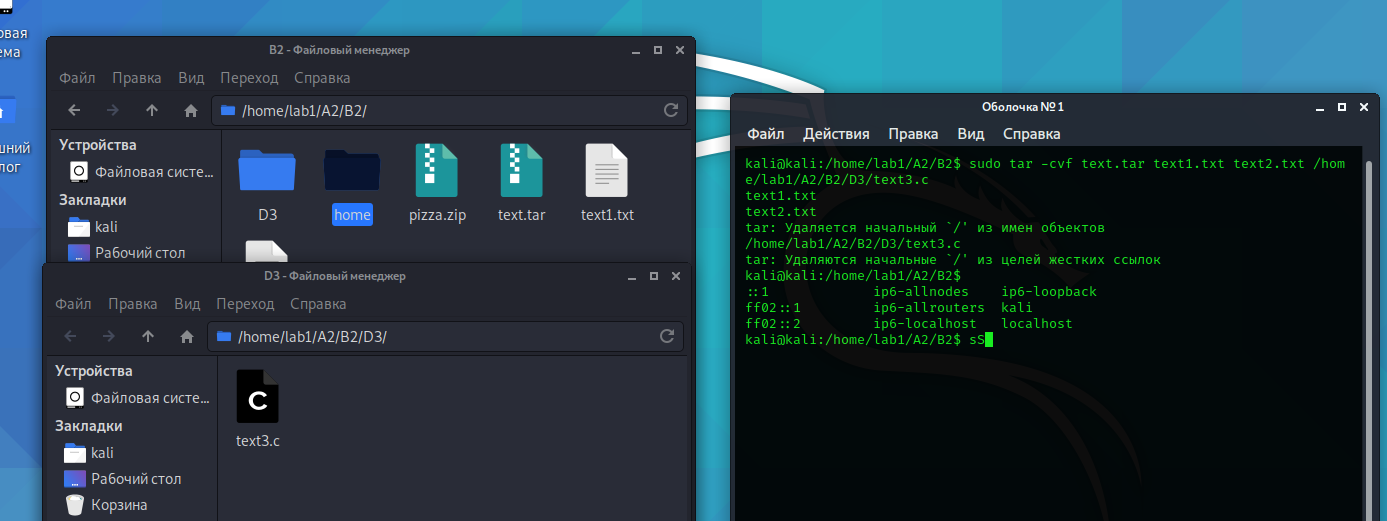 овая
ема
шний
лог
B2 - Файловый менеджер
Файл Правка Вид Переход Справка
/home/lab1/A2/B2/
Устройства
Файловая систе...
Закладки
kali
Рабочий стол
D3 home pizza.zip text.tar text1.txt
D3 - Файловый менеджер
Файл Правка Вид Переход Справка
/home/lab1/A2/B2/D3/
Устройства
Файловая систе...
Закладки
kali
Рабочий стол
Корзина
C
text3.c
Оболочка № 1
Файл Действия Правка Вид Справка
kali@kali:/home/lab1/A2/B2$ sudo tar -cvf text.tar text1.txt text2.txt /hom
e/lab1/A2/B2/D3/text3.c
text1.txt
text2.txt
tar: Удаляется начальный `/' из имен объектов
/home/lab1/A2/B2/D3/text3.c
tar: Удаляются начальные `/' из целей жестких ссылок
kali@kali:/home/lab1/A2/B2$
::1 ip6-allnodes ip6-loopback
ff02::1 ip6-allrouters kali
ff02::2 ip6-localhost localhost
kali@kali:/home/lab1/A2/B2$ sS